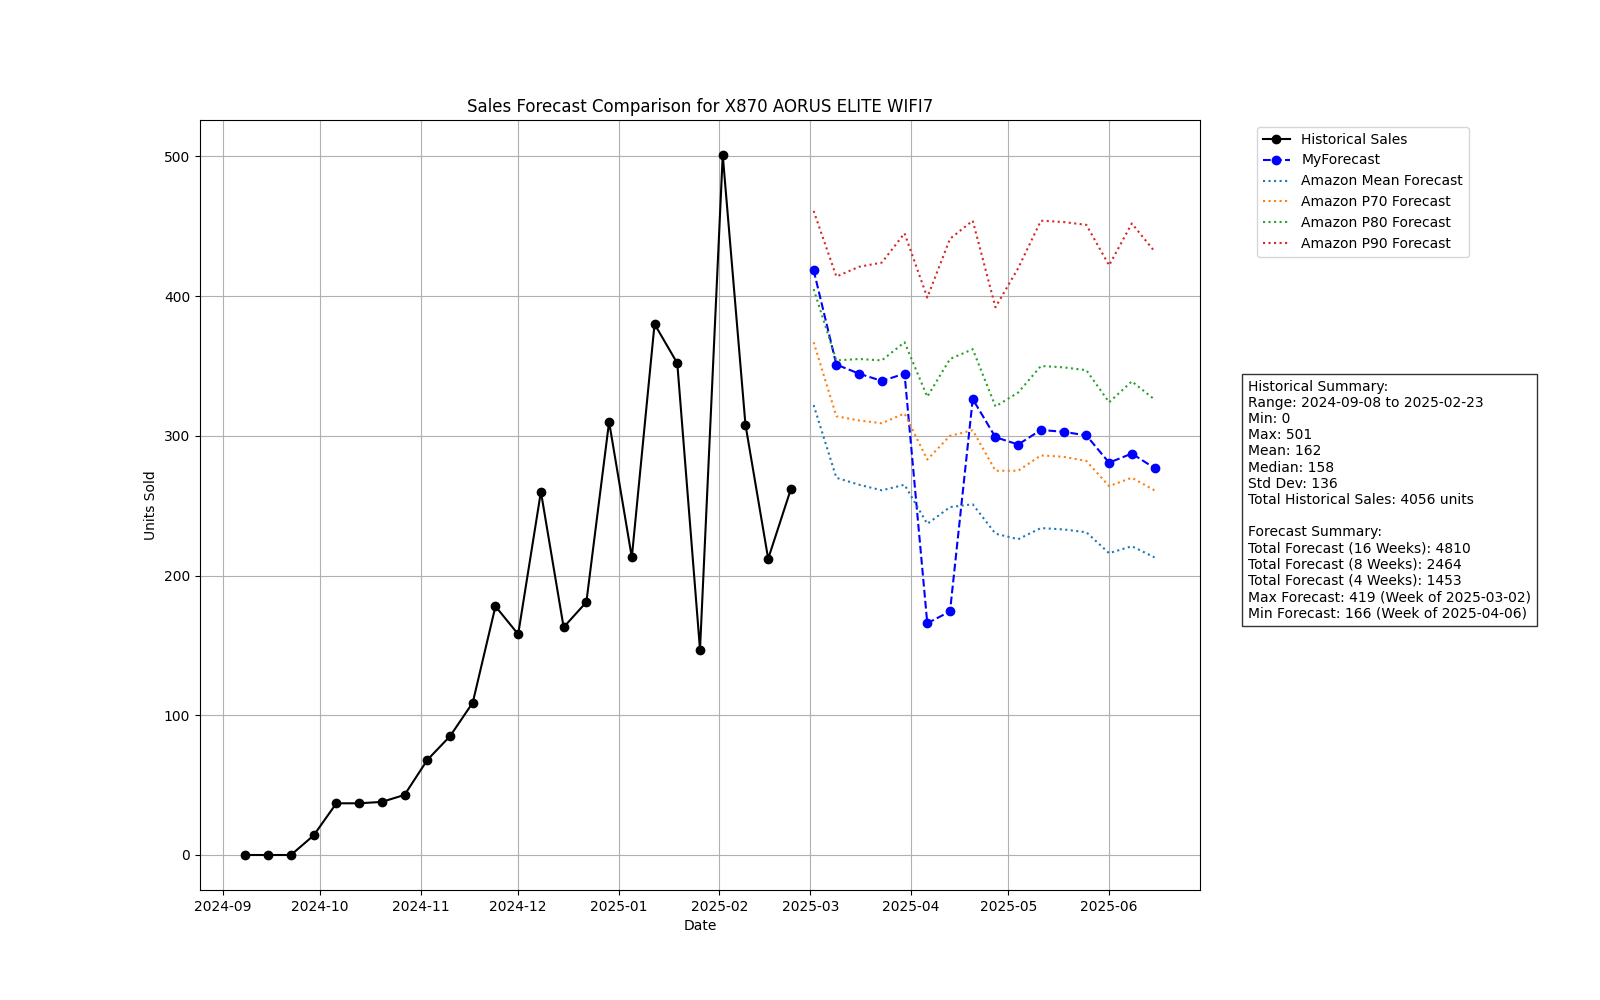 Sales Forecast Comparison for X870 AORUS ELITE WIFI7
Units Sold
500
400
300
200
100
0
2024-09
2024-10
2024-11
2024-12
2025-01
2025-02
2025-03
2025-04
2025-05
2025-06
Date
Historical Sales
MyForecast
Amazon Mean Forecast
Amazon P70 Forecast
Amazon P80 Forecast
Amazon P90 Forecast
Historical Summary:
Range: 2024-09-08 to 2025-02-23
Min: 0
Max: 501
Mean: 162
Median: 158
Std Dev: 136
Total Historical Sales: 4056 units
Forecast Summary:
Total Forecast (16 Weeks): 4810
Total Forecast (8 Weeks): 2464
Total Forecast (4 Weeks): 1453
Max Forecast: 419 (Week of 2025-03-02)
Min Forecast: 166 (Week of 2025-04-06)